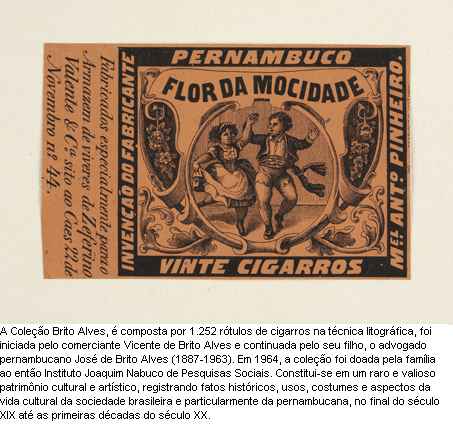 PERNAMBUCO
FLOR DA MOCIDADE
INVENCÃO DO FABRICANTE
MEL ANTO PINHEIRO.
VINTE CIGARROS
Fabricados especialmente para o
Armazem de viveres de Zeferino
Valente & Ca. sito ao Caes 22 de
Novembro nº 44.
A Coleção Brito Alves, é composta por 1.252 rótulos de cigarros na técnica litográfica, foi
iniciada pelo comerciante Vicente de Brito Alves e continuada pelo seu filho, o advogado
pernambucano José de Brito Alves (1887-1963). Em 1964, a coleção foi doada pela família
ao então Instituto Joaquim Nabuco de Pesquisas Sociais. Constitui-se em um raro e valioso
patrimônio cultural e artístico, registrando fatos históricos, usos, costumes e aspectos da
vida cultural da sociedade brasileira e particularmente da pernambucana, no final do século
XIX até as primeiras décadas do século XX.